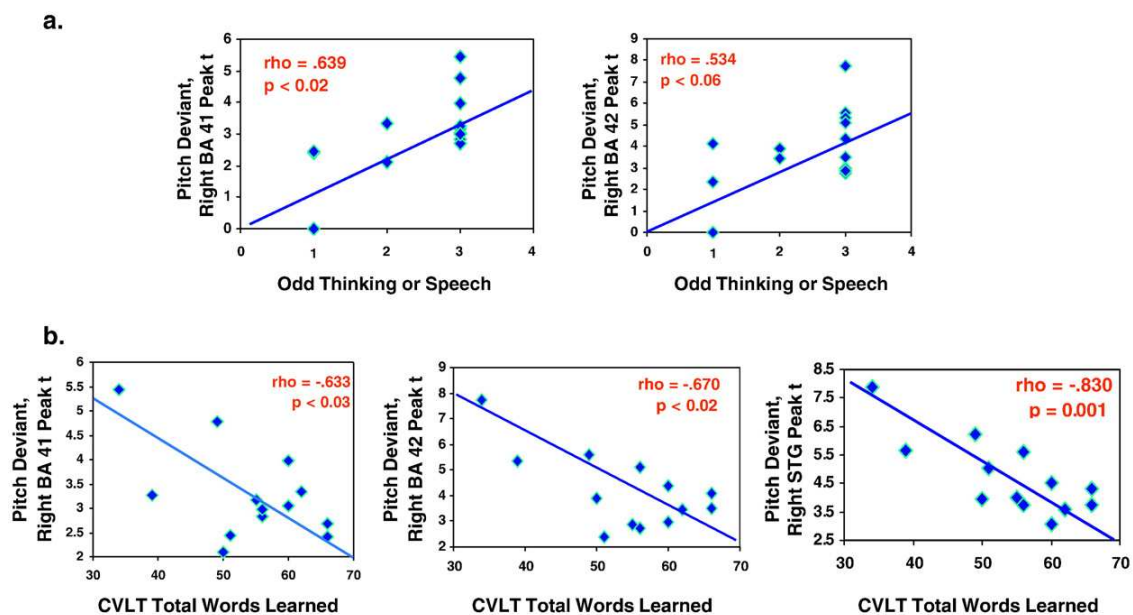 a.
Pitch Deviant,
Right BA 41 Peak t
6
5
4
3
2
1
0
rho = .639
p < 0.02
0 1 2 3 4
Odd Thinking or Speech
Pitch Deviant,
Right BA 42 Peak t
9
8
7
6
5
4
3
2
1
0
rho = .534
p < 0.06
0 1 2 3 4
Odd Thinking or Speech
b.
Pitch Deviant,
Right BA 41 Peak t
6
5.5
5
4.5
4
3.5
3
2.5
2
rho = -.633
p < 0.03
30 40 50 60 70
CVLT Total Words Learned
Pitch Deviant,
Right BA 42 Peak t
9
8
7
6
5
4
3
2
rho = -.670
p < 0.02
30 40 50 60 70
CVLT Total Words Learned
Pitch Deviant,
Right STG Peak t
8.5
7.5
6.5
5.5
4.5
3.5
2.5
rho = -.830
p = 0.001
30 40 50 60 70
CVLT Total Words Learned